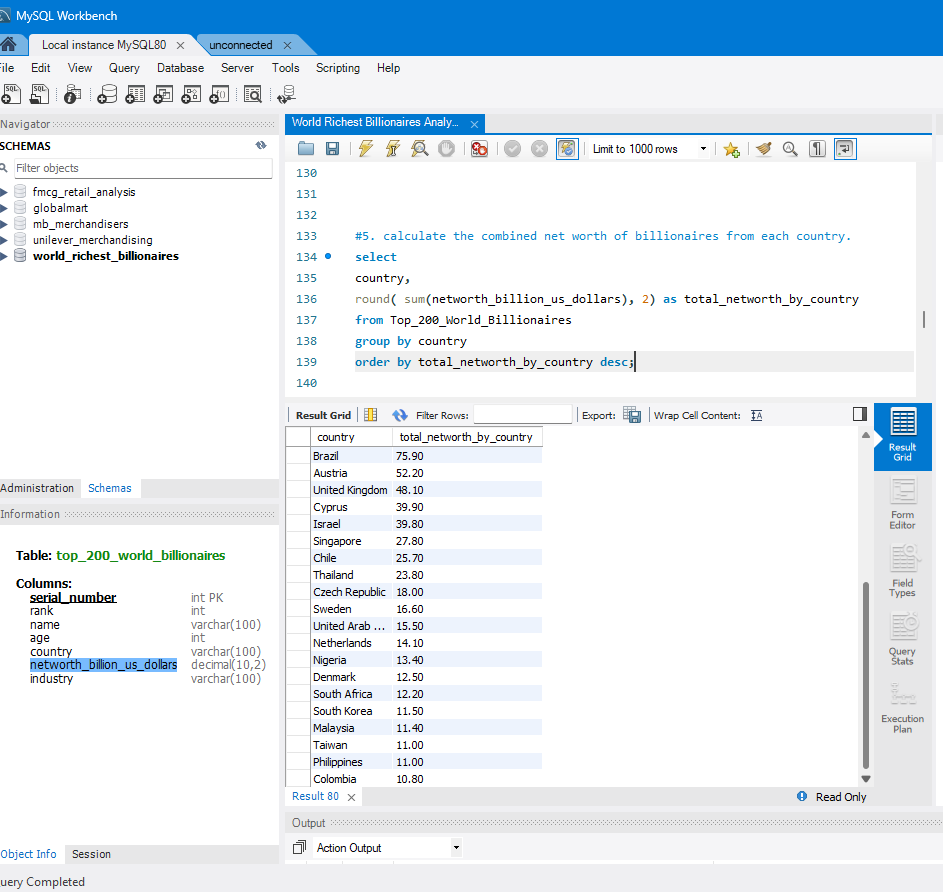 MySQL Workbench
Local instance MySQL80
unconnected
File Edit View Query Database Server Tools Scripting Help
Navigator
SCHEMAS
Filter objects
fmcg_retail_analysis
globalmart
mb_merchandisers
unilever_merchandising
world_richest_billionaires
Administration Schemas
Information
Table: top_200_world_billionaires
Columns:
serial_number int PK
rank int
name varchar(100)
age int
country varchar(100)
networth_billion_us_dollars decimal(10,2)
industry varchar(100)
Object Info Session
uery Completed
World Richest Billionaires Analy...
Limit to 1000 rows
130
131
132
133 #5. calculate the combined net worth of billionaires from each country.
134 select
135 country,
136 round( sum(networth_billion_us_dollars), 2) as total_networth_by_country
137 from Top_200_World_Billionaires
138 group by country
139 order by total_networth_by_country desc;
140
Result Grid Filter Rows: Export: Wrap Cell Content:
country total_networth_by_country
Brazil 75.90
Austria 52.20
United Kingdom 48.10
Cyprus 39.90
Israel 39.80
Singapore 27.80
Chile 25.70
Thailand 23.80
Czech Republic 18.00
Sweden 16.60
United Arab ... 15.50
Netherlands 14.10
Nigeria 13.40
Denmark 12.50
South Africa 12.20
South Korea 11.50
Malaysia 11.40
Taiwan 11.00
Philippines 11.00
Colombia 10.80
Result
Grid
Form
Editor
Field
Types
Query
Stats
Execution
Plan
Result 80
Read Only
Output
Action Output